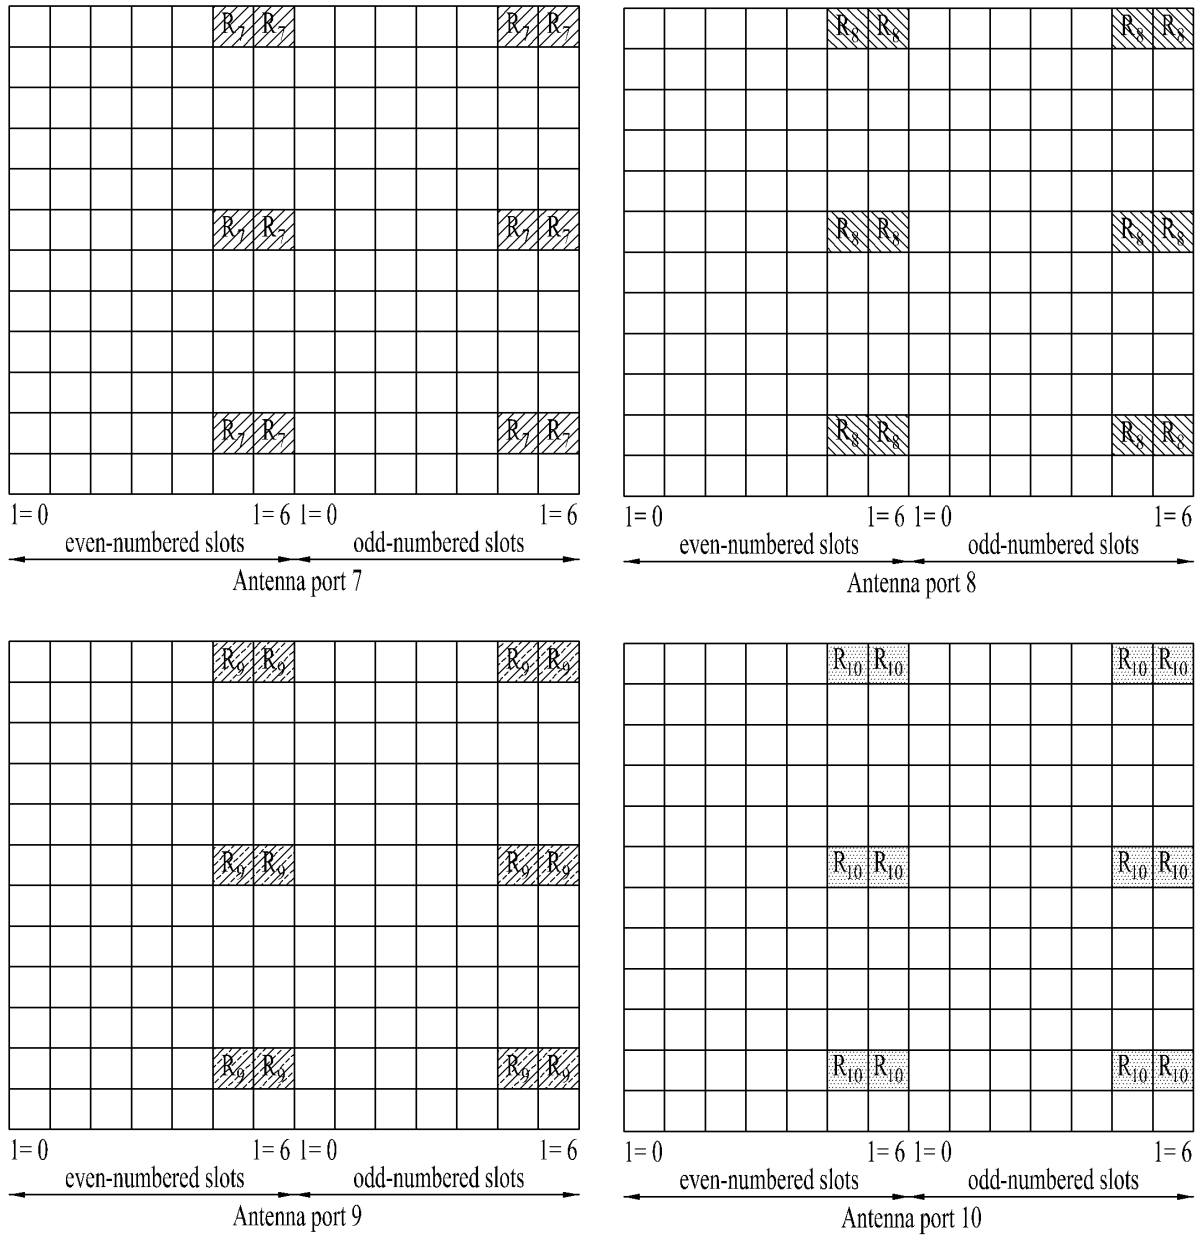 R7 R7 R7 R7 R8 R8 R8 R8
R7 R7 R7 R7 R8 R8 R8 R8
R7 R7 R7 R7 R8 R8 R8 R8
l=0 l=6 l=0 l=6 l=0 l=6 l=0 l=6
even-numbered slots odd-numbered slots even-numbered slots odd-numbered slots
Antenna port 7 Antenna port 8
R9 R9 R9 R9 R10 R10 R10 R10
R9 R9 R9 R9 R10 R10 R10 R10
R9 R9 R9 R9 R10 R10 R10 R10
l=0 l=6 l=0 l=6 l=0 l=6 l=0 l=6
even-numbered slots odd-numbered slots even-numbered slots odd-numbered slots
Antenna port 9 Antenna port 10